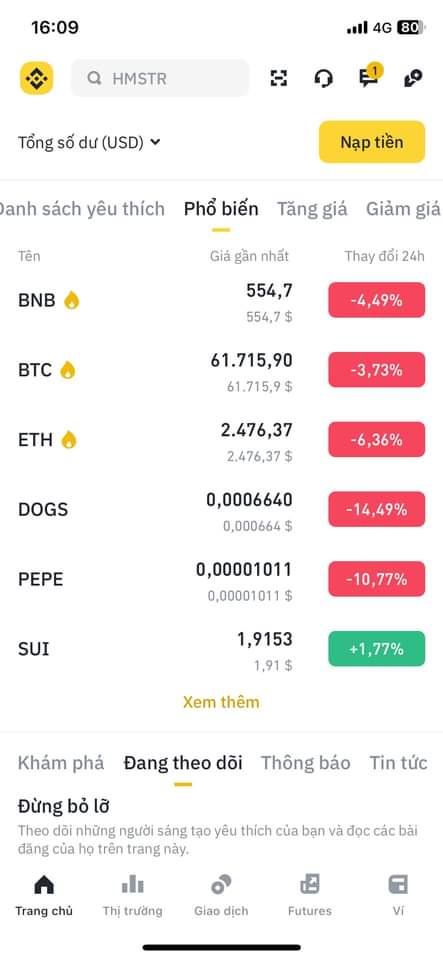 16:09
4G 80
HMSTR
1
Tổng số dư (USD)
Nạp tiền
Danh sách yêu thích Phổ biến Tăng giá Giảm giá
Tên Giá gần nhất Thay đổi 24h
BNB 554,7 -4,49%
554,7 $
BTC 61.715,90 -3,73%
61.715,9 $
ETH 2.476,37 -6,36%
2.476,37 $
DOGS 0,0006640 -14,49%
0,000664 $
PEPE 0,00001011 -10,77%
0,00001011 $
SUI 1,9153 +1,77%
1,91 $
Xem thêm
Khám phá Đang theo dõi Thông báo Tin tức
Đừng bỏ lỡ
Theo dõi những người sáng tạo yêu thích của bạn và đọc các bài
đăng của họ trên trang này.
Trang chủ Thị trường Giao dịch Futures Ví